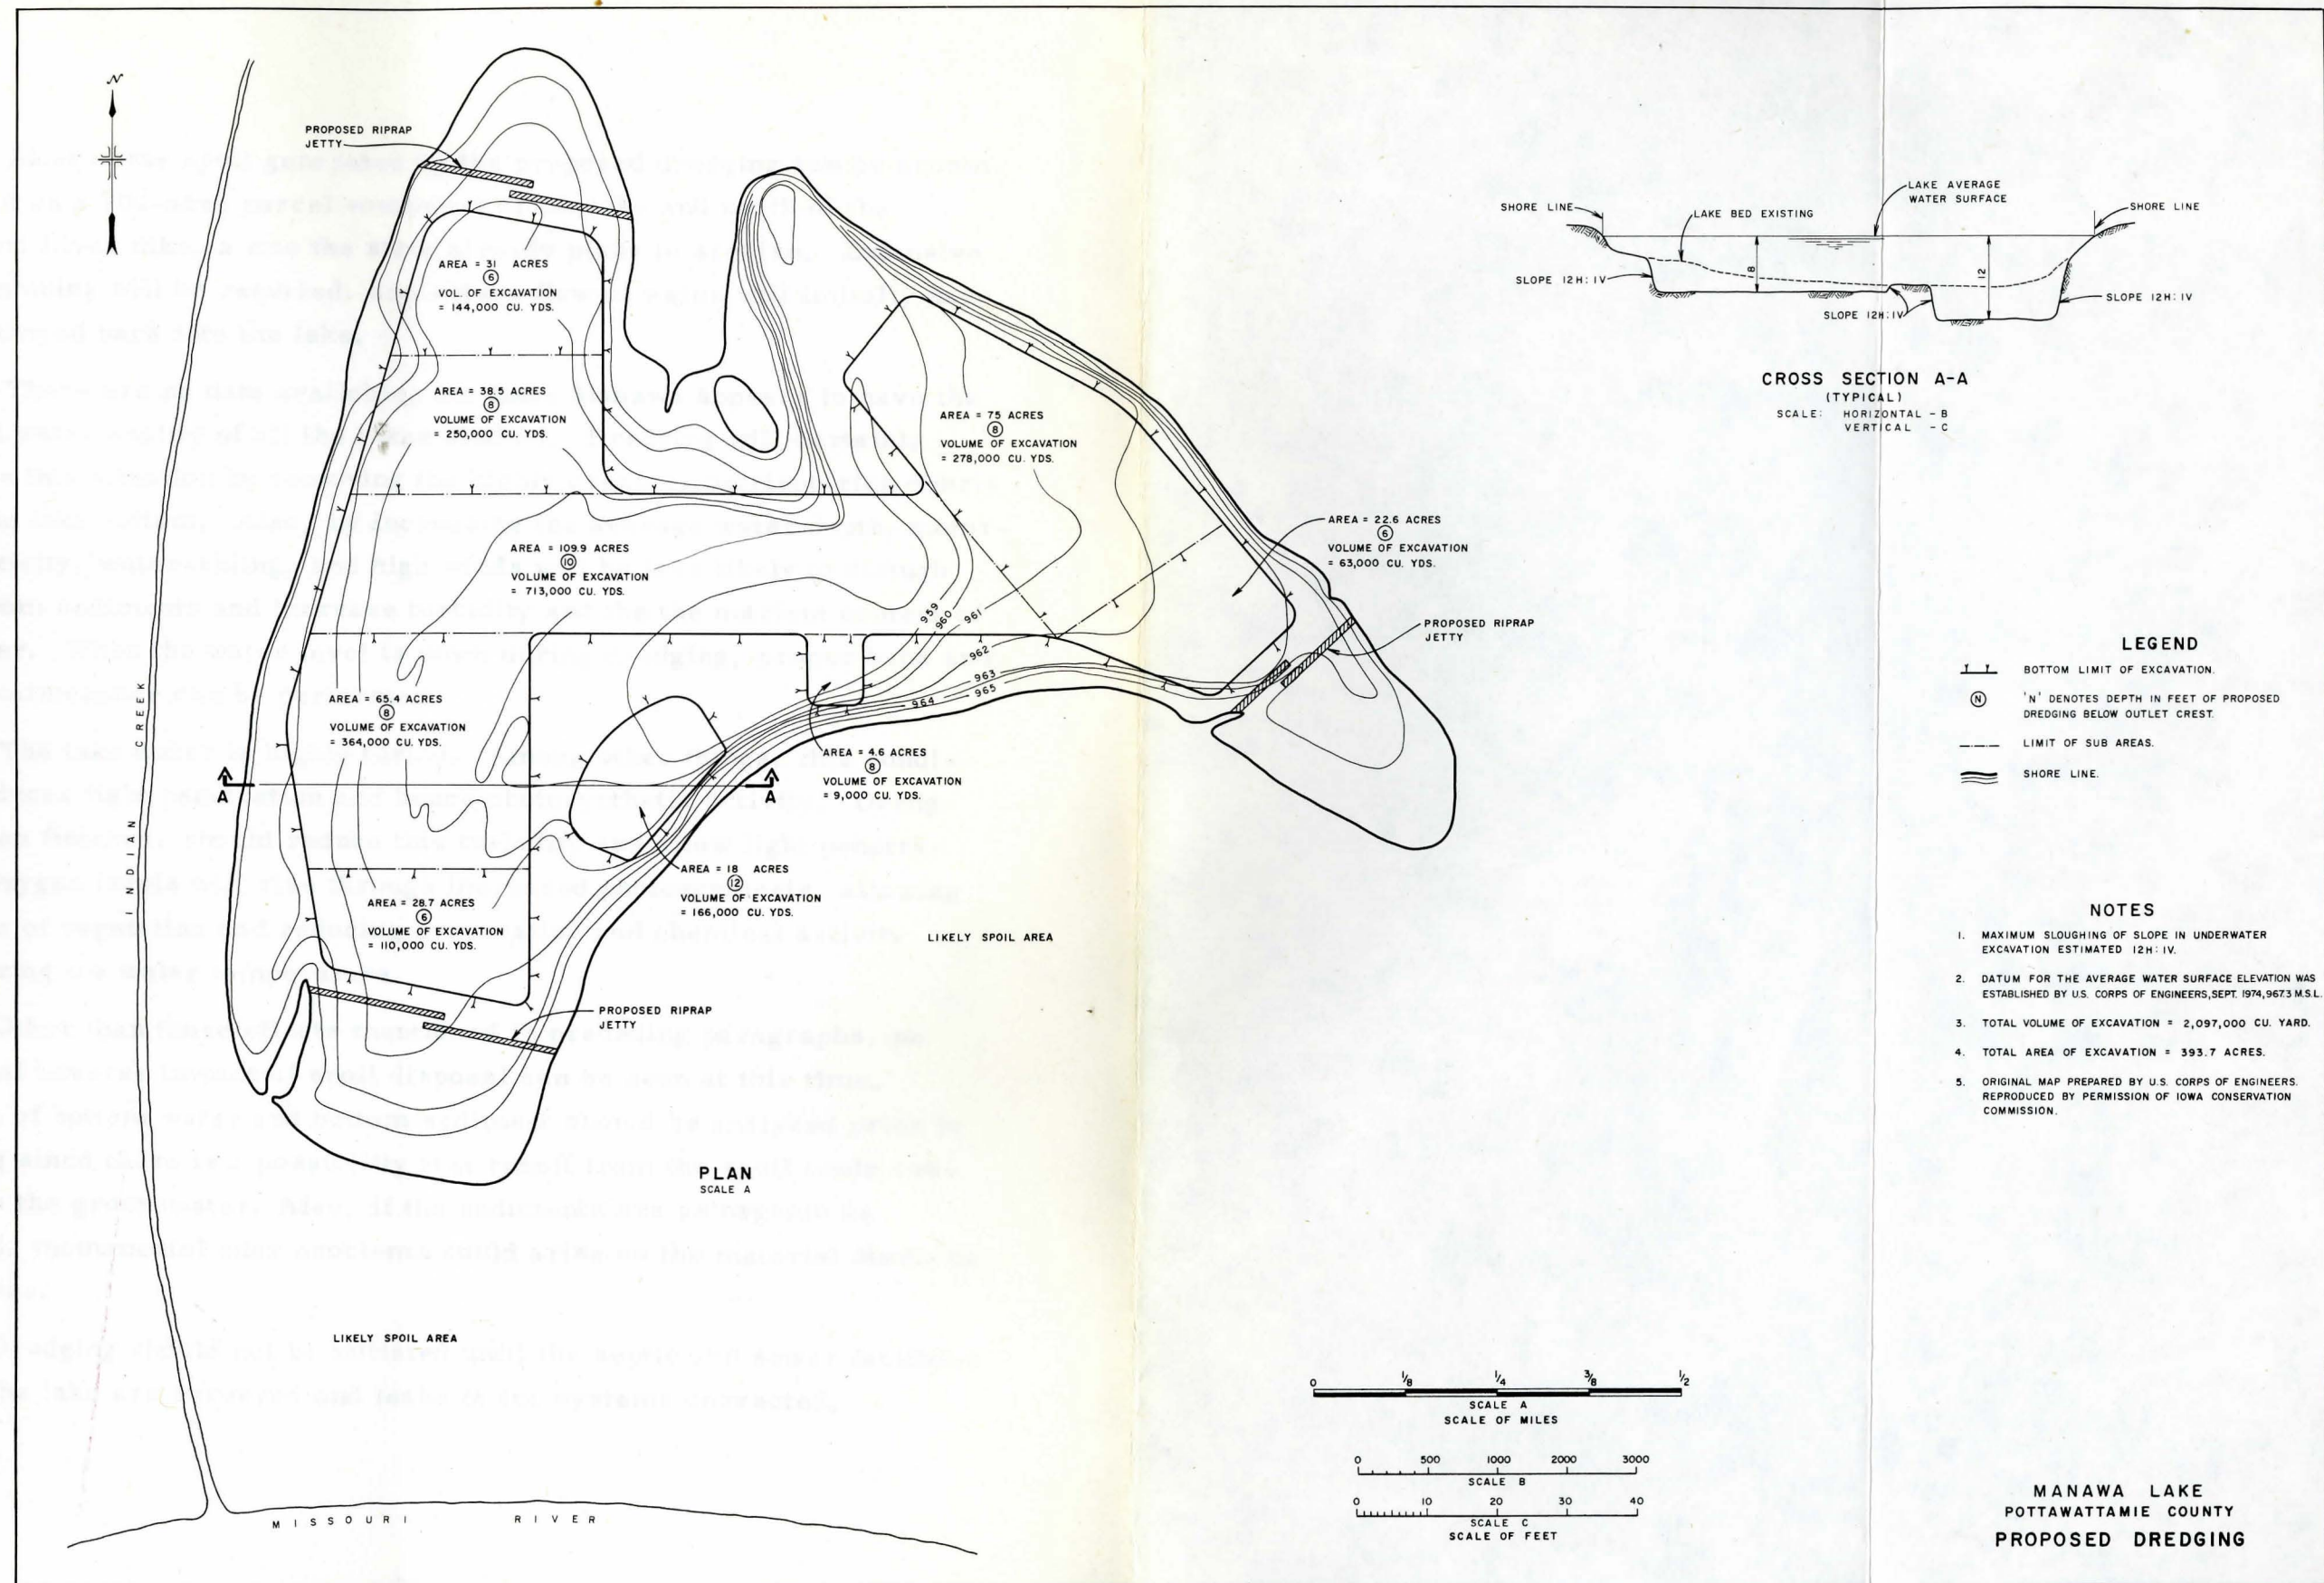 N
PROPOSED RIPRAP
JETTY
AREA = 31 ACRES
6
VOL. OF EXCAVATION
= 144,000 CU. YDS.
AREA = 38.5 ACRES
8
VOLUME OF EXCAVATION
= 250,000 CU. YDS.
AREA = 75 ACRES
8
VOLUME OF EXCAVATION
= 278,000 CU. YDS.
AREA = 109.9 ACRES
10
VOLUME OF EXCAVATION
= 713,000 CU. YDS.
AREA = 22.6 ACRES
6
VOLUME OF EXCAVATION
= 63,000 CU. YDS.
959
960
961
962
963
965
964
PROPOSED RIPRAP
JETTY
AREA = 65.4 ACRES
8
VOLUME OF EXCAVATION
= 364,000 CU. YDS.
AREA = 4.6 ACRES
8
VOLUME OF EXCAVATION
= 9,000 CU. YDS.
A
A
AREA = 18 ACRES
12
VOLUME OF EXCAVATION
= 166,000 CU. YDS.
AREA = 28.7 ACRES
6
VOLUME OF EXCAVATION
= 110,000 CU. YDS.
LIKELY SPOIL AREA
PROPOSED RIPRAP
JETTY
INDIAN CREEK
PLAN
SCALE A
LIKELY SPOIL AREA
MISSOURI RIVER
SHORE LINE
LAKE BED EXISTING
LAKE AVERAGE
WATER SURFACE
SHORE LINE
8
12
SLOPE 12H:1V
SLOPE 12H:1V
SLOPE 12H:1V
CROSS SECTION A-A
(TYPICAL)
SCALE: HORIZONTAL - B
VERTICAL - C
LEGEND
BOTTOM LIMIT OF EXCAVATION.
N 'N' DENOTES DEPTH IN FEET OF PROPOSED
DREDGING BELOW OUTLET CREST.
LIMIT OF SUB AREAS.
SHORE LINE.
NOTES
1. MAXIMUM SLOUGHING OF SLOPE IN UNDERWATER
EXCAVATION ESTIMATED 12H:1V.
2. DATUM FOR THE AVERAGE WATER SURFACE ELEVATION WAS
ESTABLISHED BY U.S. CORPS OF ENGINEERS, SEPT. 1974, 967.3 M.S.L.
3. TOTAL VOLUME OF EXCAVATION = 2,097,000 CU. YARD.
4. TOTAL AREA OF EXCAVATION = 393.7 ACRES.
5. ORIGINAL MAP PREPARED BY U.S. CORPS OF ENGINEERS.
REPRODUCED BY PERMISSION OF IOWA CONSERVATION
COMMISSION.
0 1/8 1/4 3/8 1/2
SCALE A
SCALE OF MILES
0 500 1000 2000 3000
SCALE B
0 10 20 30 40
SCALE C
SCALE OF FEET
MANAWA LAKE
POTTAWATTAMIE COUNTY
PROPOSED DREDGING